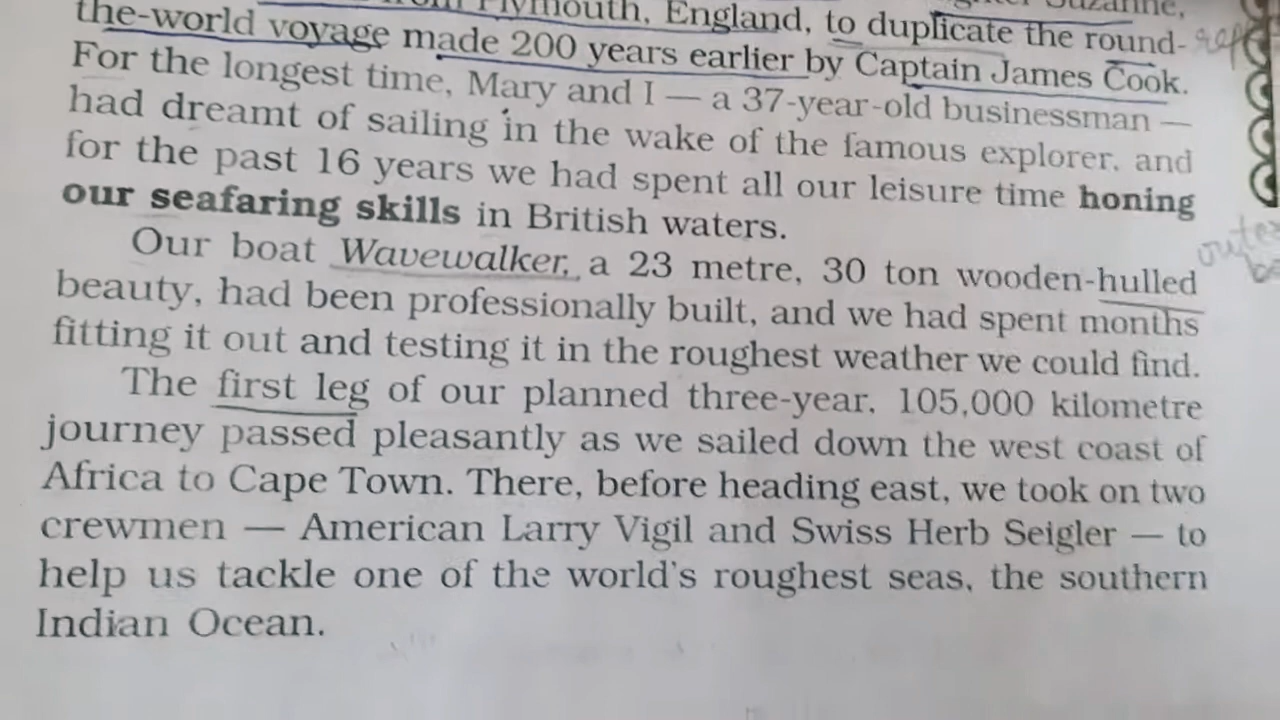 from Plymouth, England, to duplicate the round-
the-world voyage made 200 years earlier by Captain James Cook.
For the longest time, Mary and I — a 37-year-old businessman —
had dreamt of sailing in the wake of the famous explorer, and
for the past 16 years we had spent all our leisure time honing
our seafaring skills in British waters.
Our boat Wavewalker, a 23 metre, 30 ton wooden-hulled
beauty, had been professionally built, and we had spent months
fitting it out and testing it in the roughest weather we could find.
The first leg of our planned three-year, 105,000 kilometre
journey passed pleasantly as we sailed down the west coast of
Africa to Cape Town. There, before heading east, we took on two
crewmen — American Larry Vigil and Swiss Herb Seigler — to
help us tackle one of the world's roughest seas, the southern
Indian Ocean.